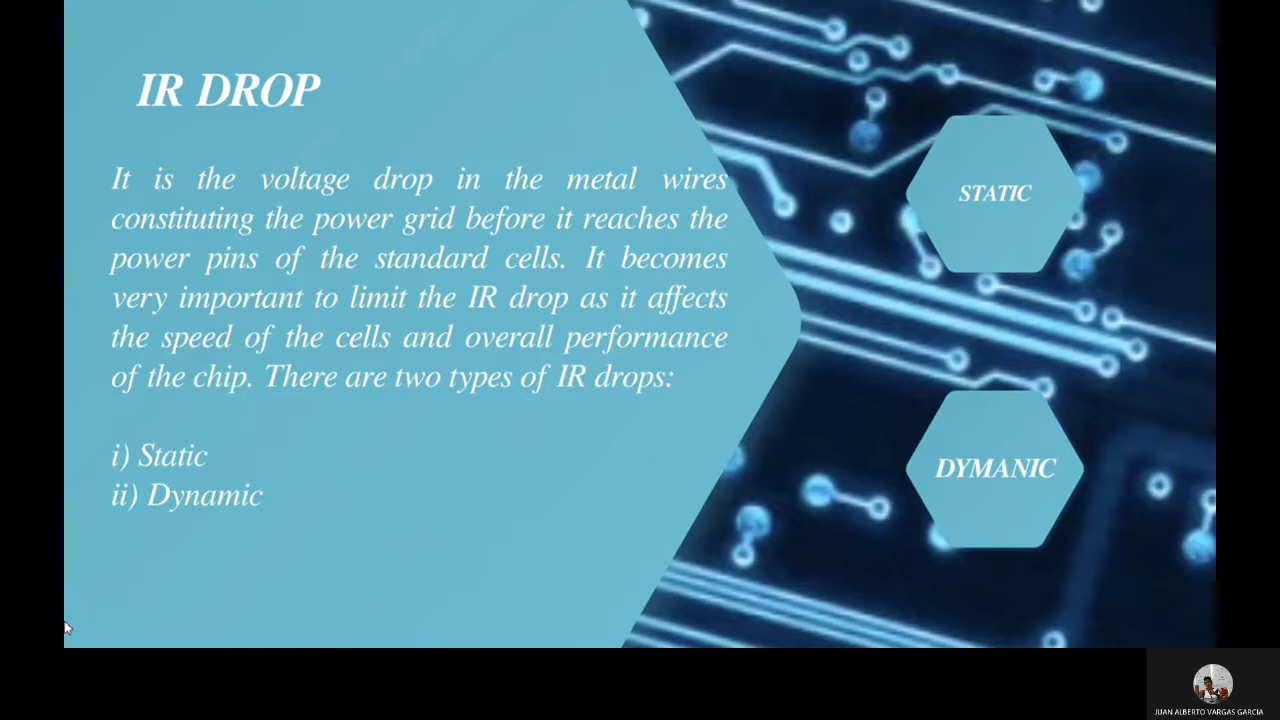 IR DROP
It is the voltage drop in the metal wires
constituting the power grid before it reaches the
power pins of the standard cells. It becomes
very important to limit the IR drop as it affects
the speed of the cells and overall performance
of the chip. There are two types of IR drops:
i) Static
ii) Dynamic
STATIC
DYMANIC
JUAN ALBERTO VARGAS GARCIA